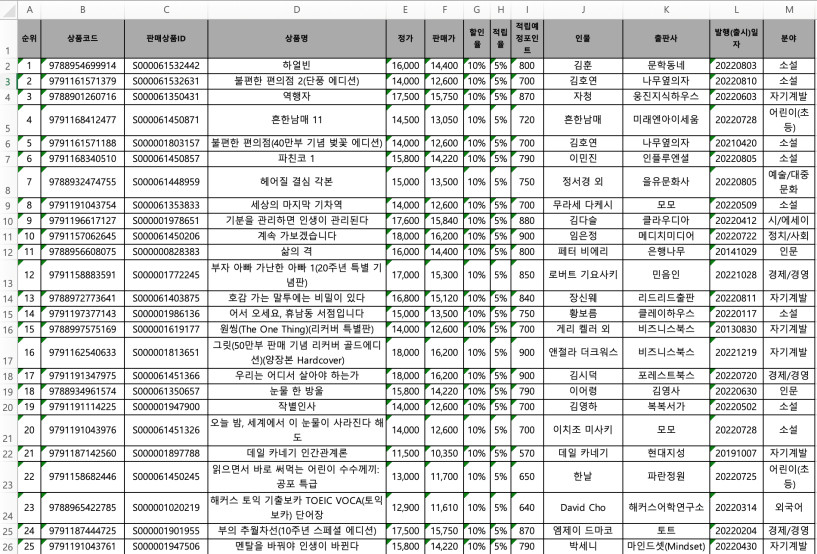 A B C D E F G H I J K L M
1 순위 상품코드 판매상품ID 상품명 정가 판매가 할인율 적립율 적립예정포인트 인물 출판사 발행(출시)일자 분야
2 1 9788954699914 S000061532442 하얼빈 16,000 14,400 10% 5% 800 김훈 문학동네 20220803 소설
3 2 9791161571379 S000061532631 불편한 편의점 2(단풍 에디션) 14,000 12,600 10% 5% 700 김호연 나무옆의자 20220810 소설
4 3 9788901260716 S000061350431 역행자 17,500 15,750 10% 5% 870 자청 웅진지식하우스 20220603 자기계발
5 4 9791168412477 S000061450871 흔한남매 11 14,500 13,050 10% 5% 720 흔한남매 미래엔아이세움 20220728 어린이(초등)
6 5 9791161571188 S000001803157 불편한 편의점(40만부 기념 벚꽃 에디션) 14,000 12,600 10% 5% 700 김호연 나무옆의자 20210420 소설
7 6 9791168340510 S000061450857 파친코 1 15,800 14,220 10% 5% 790 이민진 인플루엔셜 20220805 소설
8 7 9788932474755 S000061448959 헤어질 결심 각본 15,000 13,500 10% 5% 750 정서경 외 을유문화사 20220805 예술/대중문화
9 8 9791191043754 S000061353833 세상의 마지막 기차역 14,000 12,600 10% 5% 700 무라세 다케시 모모 20220509 소설
10 9 9791196617127 S000001978651 기분을 관리하면 인생이 관리된다 17,600 15,840 10% 5% 880 김다슬 클라우디아 20220412 시/에세이
11 10 9791157062645 S000061450206 계속 가보겠습니다 18,000 16,200 10% 5% 900 임은정 메디치미디어 20220722 정치/사회
12 11 9788956608075 S000000828383 삶의 격 16,000 14,400 10% 5% 800 페터 비에리 은행나무 20141029 인문
13 12 9791158883591 S000001772245 부자 아빠 가난한 아빠 1(20주년 특별 기념판) 17,000 15,300 10% 5% 850 로버트 기요사키 민음인 20221028 경제/경영
14 13 9788972773641 S000061403875 호감 가는 말투에는 비밀이 있다 16,800 15,120 10% 5% 840 장신웨 리드리드출판 20220811 자기계발
15 14 9791197377143 S000001986136 어서 오세요, 휴남동 서점입니다 15,000 13,500 10% 5% 750 황보름 클레이하우스 20220117 소설
16 15 9788997575169 S000001619177 원씽(The One Thing)(리커버 특별판) 14,000 12,600 10% 5% 700 게리 켈러 외 비즈니스북스 20130830 자기계발
17 16 9791162540633 S000001813651 그릿(50만부 판매 기념 리커버 골드에디션)(양장본 Hardcover) 18,000 16,200 10% 5% 900 앤절라 더크워스 비즈니스북스 20221219 자기계발
18 17 9791191347975 S000061451366 우리는 어디서 살아야 하는가 18,000 16,200 10% 5% 900 김시덕 포레스트북스 20220720 경제/경영
19 18 9788934961574 S000061350657 눈물 한 방울 15,800 14,220 10% 5% 790 이어령 김영사 20220630 인문
20 19 9791191114225 S000001947900 작별인사 14,000 12,600 10% 5% 700 김영하 복복서가 20220502 소설
21 20 9791191043976 S000061451326 오늘 밤, 세계에서 이 눈물이 사라진다 해도 14,000 12,600 10% 5% 700 이치조 미사키 모모 20220728 소설
22 21 9791187142560 S000001897788 데일 카네기 인간관계론 11,500 10,350 10% 5% 570 데일 카네기 현대지성 20191007 자기계발
23 22 9791158682446 S000061450245 읽으면서 바로 써먹는 어린이 수수께끼: 공포 특급 13,000 11,700 10% 5% 650 한날 파란정원 20220725 어린이(초등)
24 23 9788965422785 S000001020219 해커스 토익 기출보카 TOEIC VOCA(토익보카) 단어장 12,900 11,610 10% 5% 640 David Cho 해커스어학연구소 20220314 외국어
25 24 9791187444725 S000001901955 부의 추월차선(10주년 스페셜 에디션) 17,500 15,750 10% 5% 870 엠제이 드마코 토트 20220204 경제/경영
26 25 9791191043761 S000001947506 멘탈을 바꿔야 인생이 바뀐다 15,800 14,220 10% 5% 790 박세니 마인드셋(Mindset) 20220430 자기계발